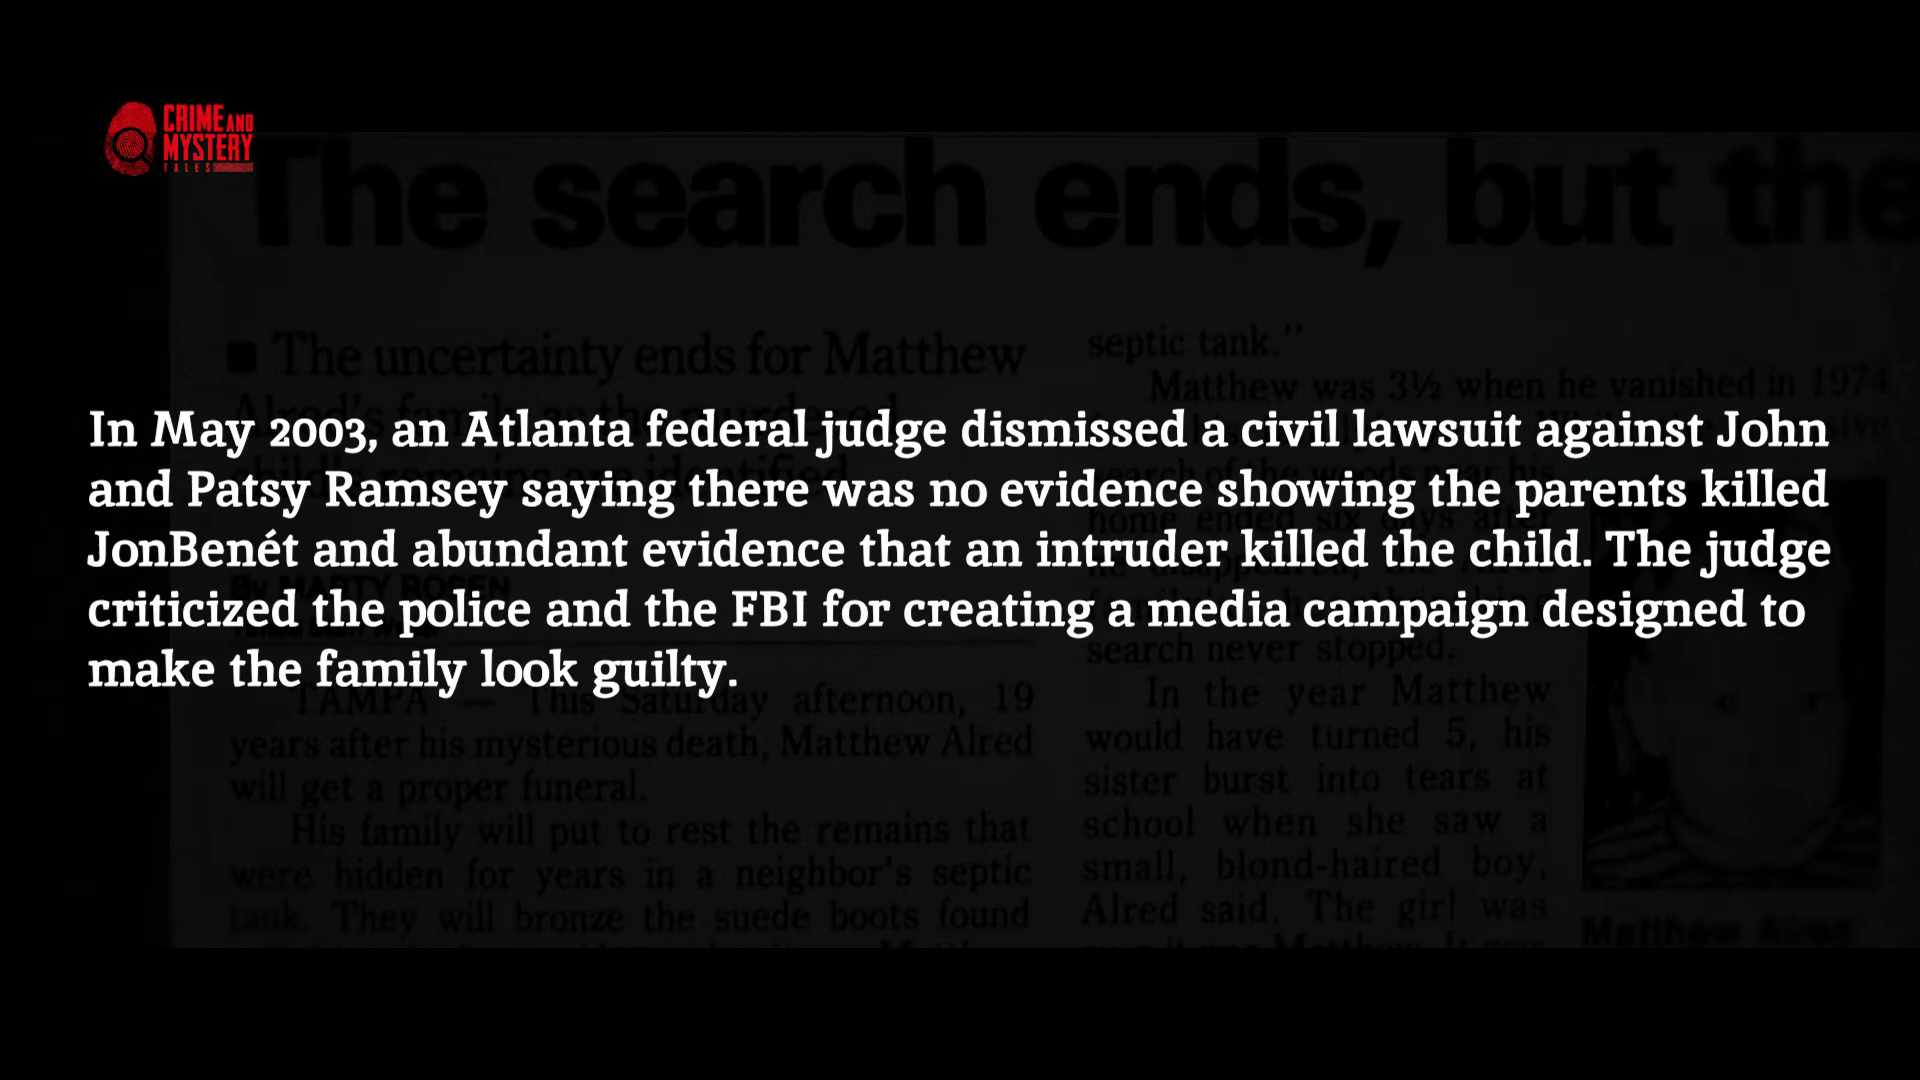 CRIME AND
MYSTERY
TALES
The search ends, but the
■ The uncertainty ends for Matthew
septic tank."
Matthew was 3½ when he vanished in 1974
In May 2003, an Atlanta federal judge dismissed a civil lawsuit against John
and Patsy Ramsey saying there was no evidence showing the parents killed
JonBenét and abundant evidence that an intruder killed the child. The judge
criticized the police and the FBI for creating a media campaign designed to
make the family look guilty.
By MARTY ROSEN
TAMPA — This Saturday afternoon, 19
years after his mysterious death, Matthew Alred
will get a proper funeral.
His family will put to rest the remains that
were hidden for years in a neighbor's septic
tank. They will bronze the suede boots found
search never stopped.
In the year Matthew
would have turned 5, his
sister burst into tears at
school when she saw a
small, blond-haired boy,
Alred said. The girl was
Matthew Alred